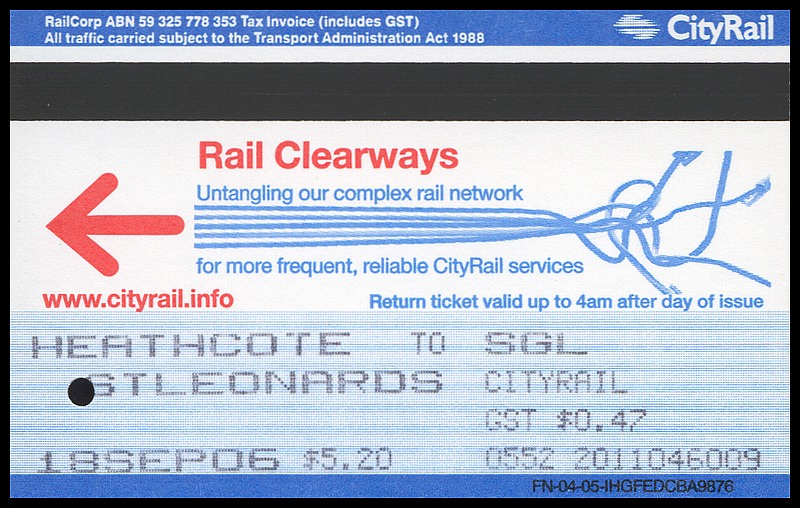 RailCorp ABN 59 325 778 353 Tax Invoice (includes GST)
All traffic carried subject to the Transport Administration Act 1988
CityRail
Rail Clearways
Untangling our complex rail network
for more frequent, reliable CityRail services
www.cityrail.info
Return ticket valid up to 4am after day of issue
HEATHCOTE TO SGL
STLEONARDS CITYRAIL
GST $0.47
18SEP06 $5.20 0552 2011046009
FN-04-05-IHGFEDCBA9876